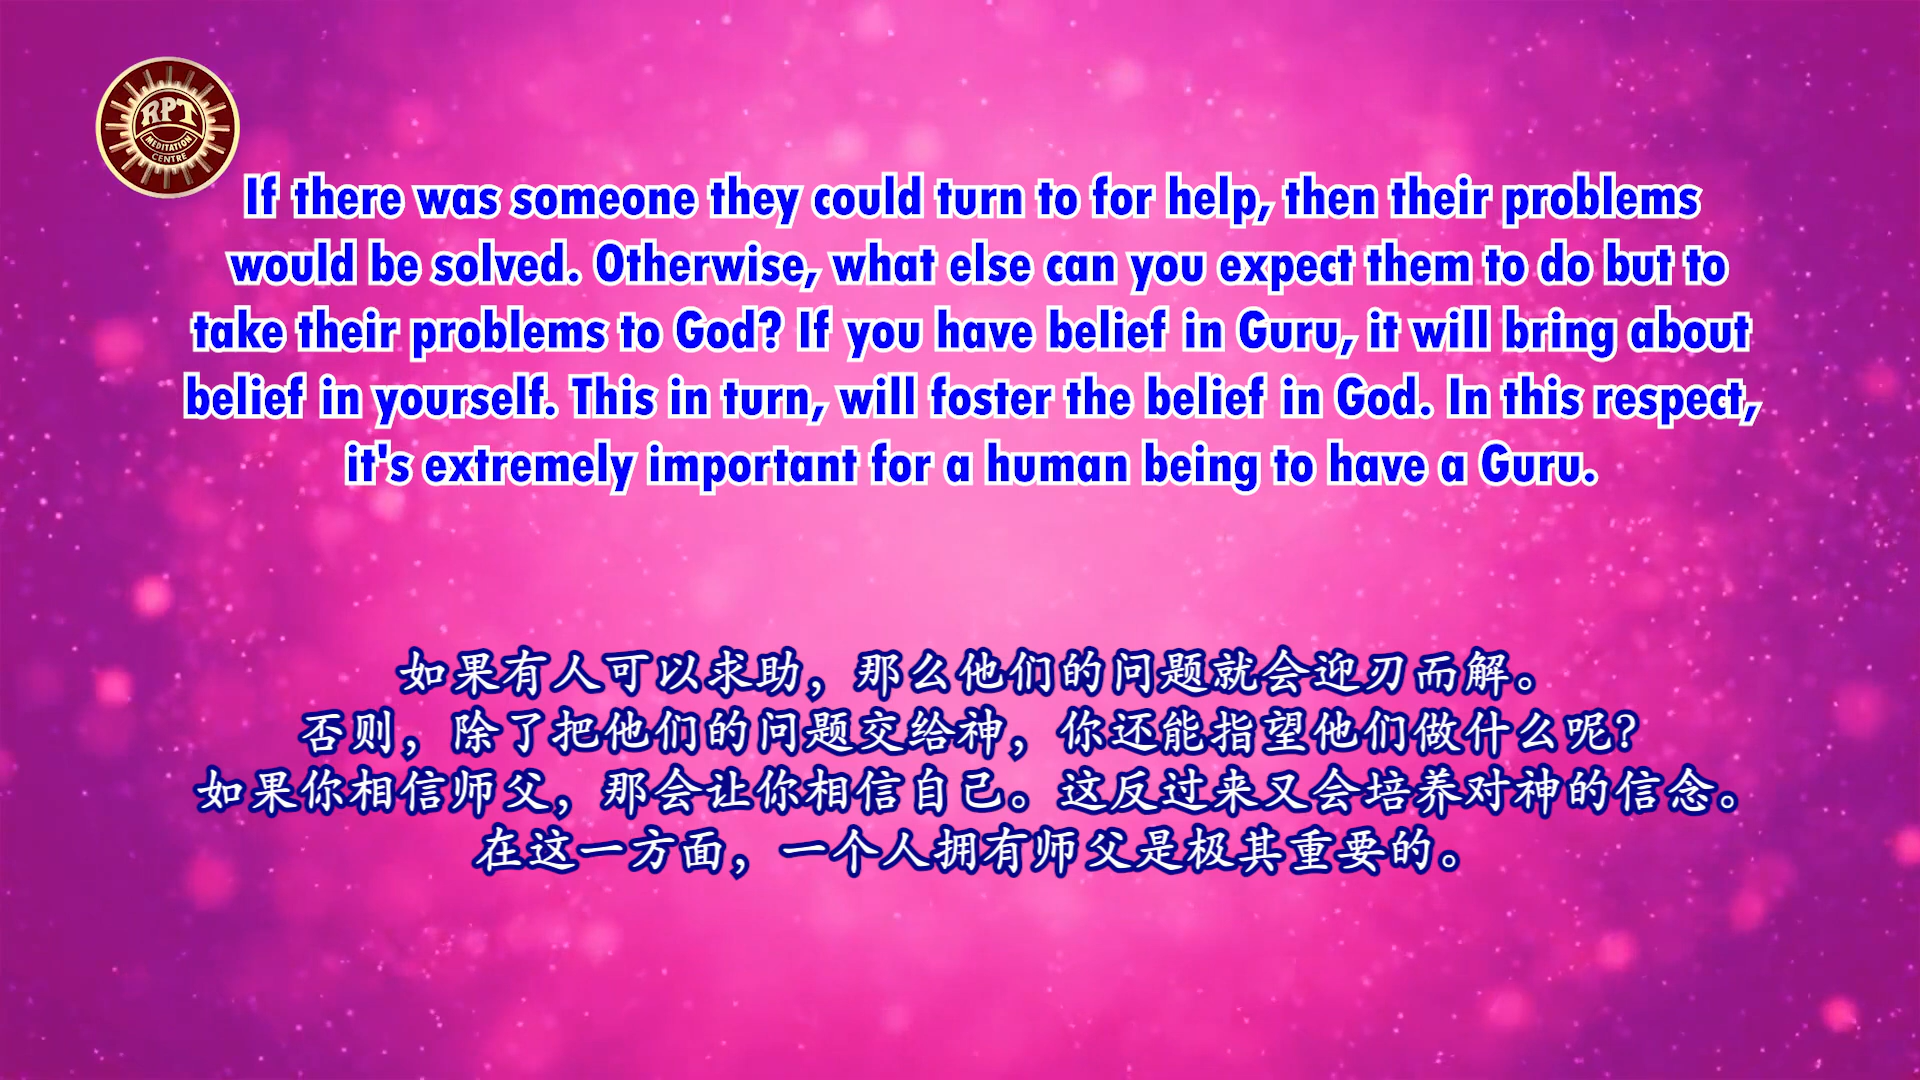 RPT
MEDITATION
CENTRE
If there was someone they could turn to for help, then their problems
would be solved. Otherwise, what else can you expect them to do but to
take their problems to God? If you have belief in Guru, it will bring about
belief in yourself. This in turn, will foster the belief in God. In this respect,
it's extremely important for a human being to have a Guru.
如果有人可以求助，那么他们的问题就会迎刃而解。
否则，除了把他们的问题交给神，你还能指望他们做什么呢？
如果你相信师父，那会让你相信自己。这反过来又会培养对神的信念。
在这一方面，一个人拥有师父是极其重要的。